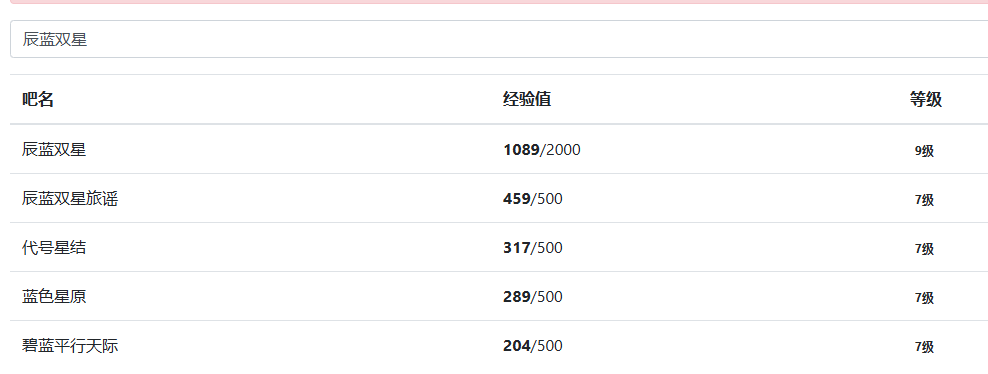 辰蓝双星
吧名 经验值 等级
辰蓝双星 1089/2000 9级
辰蓝双星旅谣 459/500 7级
代号星结 317/500 7级
蓝色星原 289/500 7级
碧蓝平行天际 204/500 7级